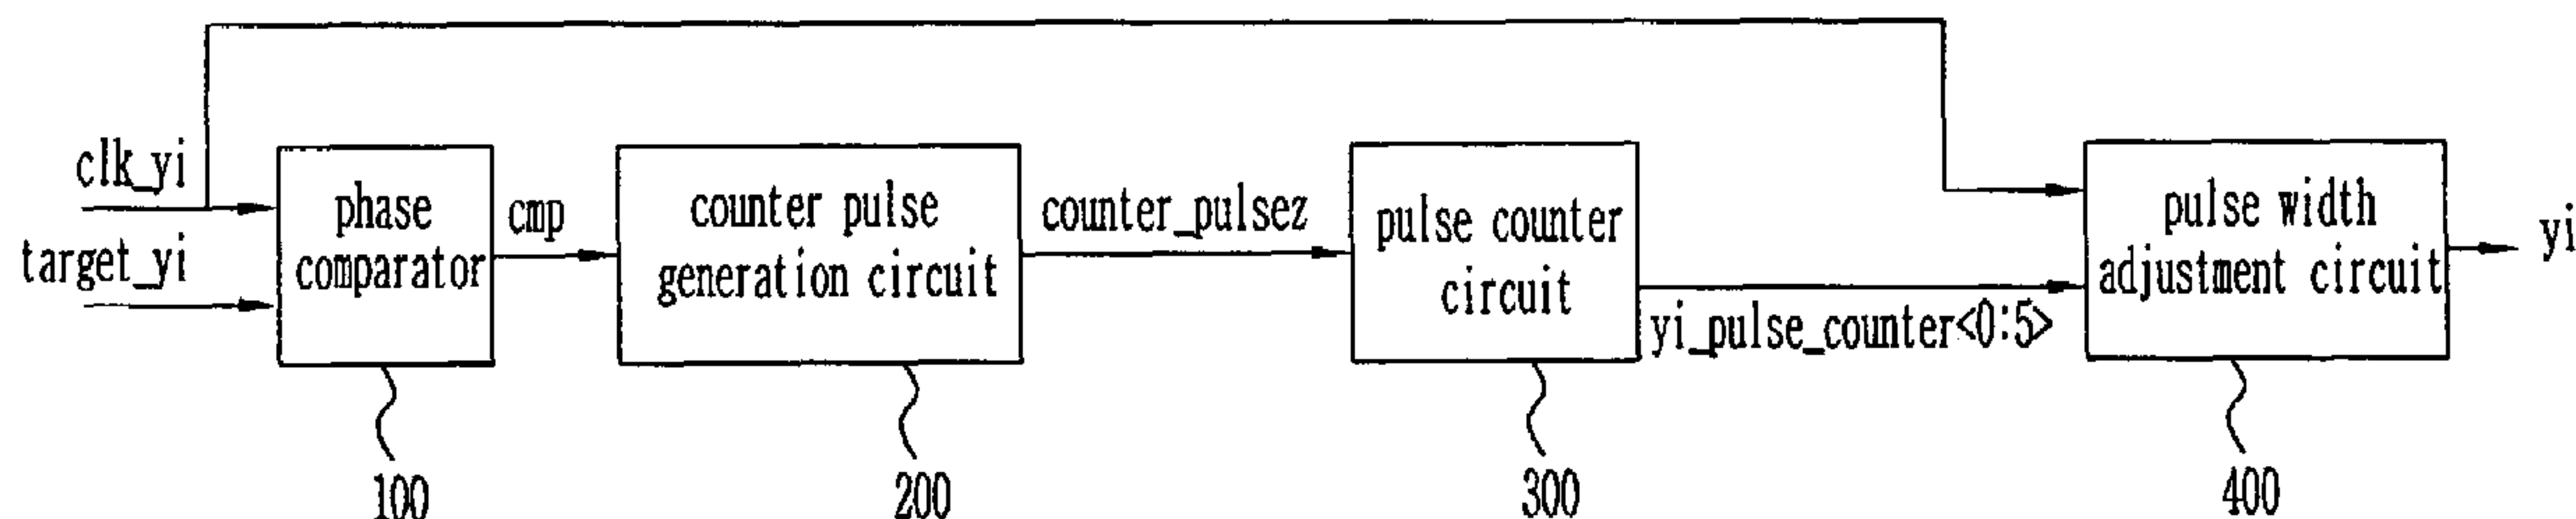 clk_yi
target_yi
phase
comparator
cmp
counter pulse
generation circuit
counter_pulsez
pulse counter
circuit
yi_pulse_counter<0:5>
pulse width
adjustment circuit
yi
100
200
300
400